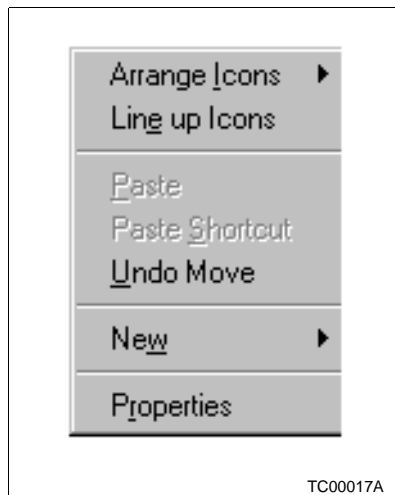 Arrange Icons
Line up Icons
Paste
Paste Shortcut
Undo Move
New
Properties
TC00017A